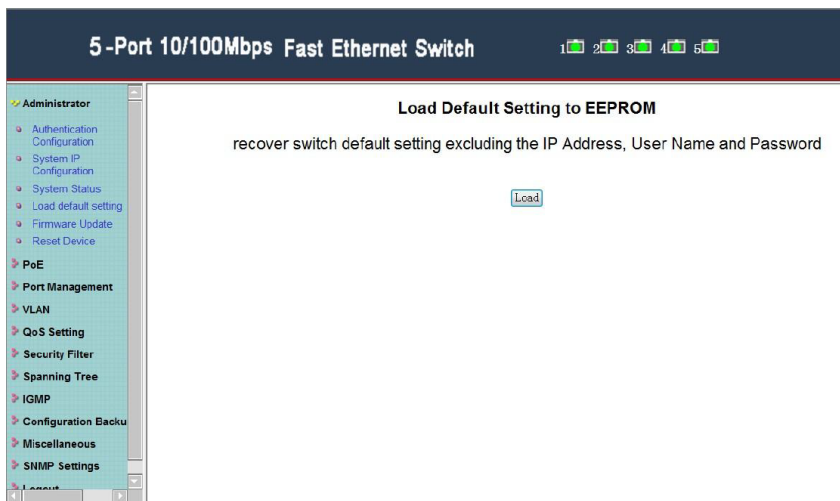 5-Port 10/100Mbps Fast Ethernet Switch
1 2 3 4 5
Administrator
Authentication
Configuration
System IP
Configuration
System Status
Load default setting
Firmware Update
Reset Device
PoE
Port Management
VLAN
QoS Setting
Security Filter
Spanning Tree
IGMP
Configuration Backu
Miscellaneous
SNMP Settings
Logout
Load Default Setting to EEPROM
recover switch default setting excluding the IP Address, User Name and Password
Load